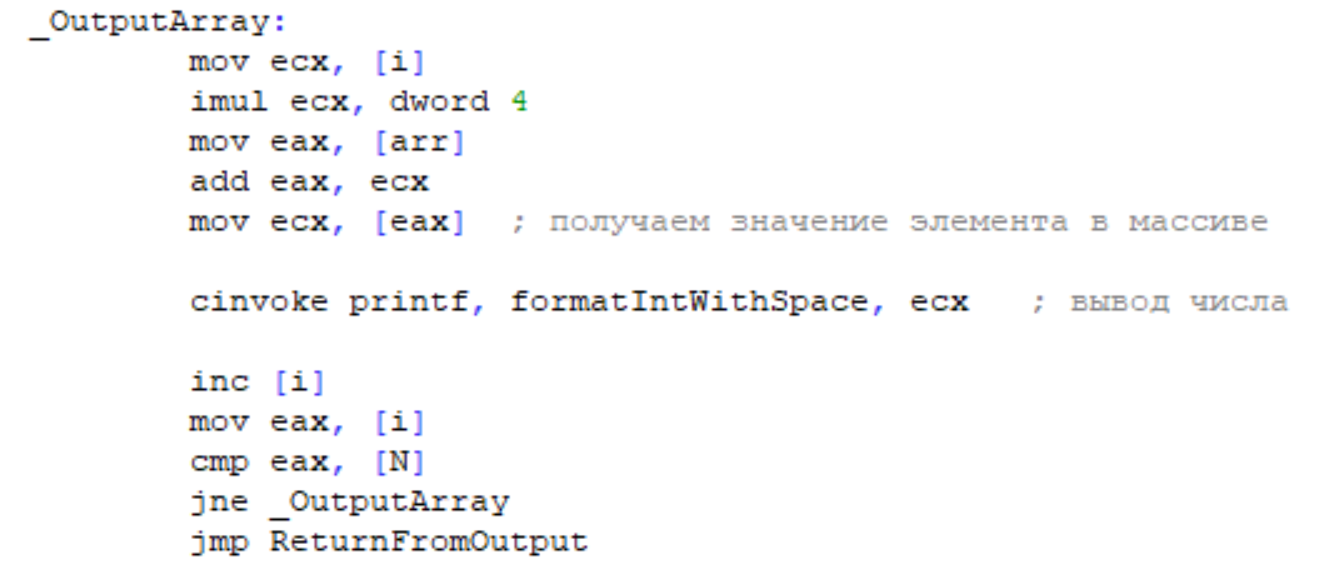 _OutputArray:
mov ecx, [i]
imul ecx, dword 4
mov eax, [arr]
add eax, ecx
mov ecx, [eax] ; получаем значение элемента в массиве
cinvoke printf, formatIntWithSpace, ecx ; вывод числа
inc [i]
mov eax, [i]
cmp eax, [N]
jne _OutputArray
jmp ReturnFromOutput